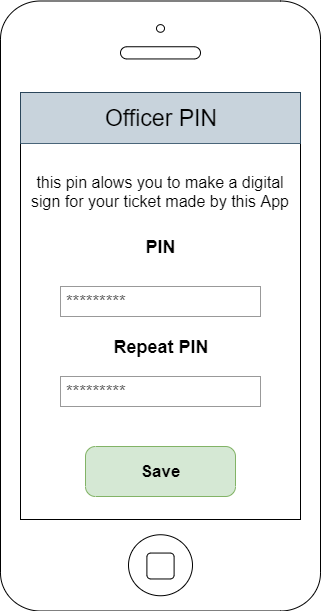 Officer PIN
this pin alows you to make a digital
sign for your ticket made by this App
PIN
*********
Repeat PIN
*********
Save